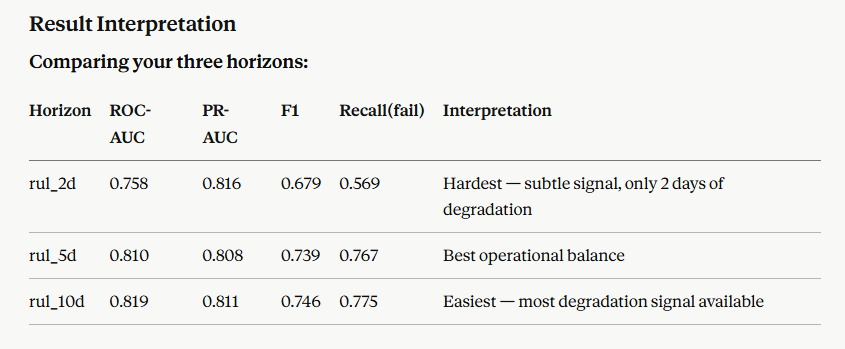 Result Interpretation
Comparing your three horizons:
Horizon ROC-AUC PR-AUC F1 Recall(fail) Interpretation
rul_2d 0.758 0.816 0.679 0.569 Hardest — subtle signal, only 2 days of
degradation
rul_5d 0.810 0.808 0.739 0.767 Best operational balance
rul_10d 0.819 0.811 0.746 0.775 Easiest — most degradation signal available